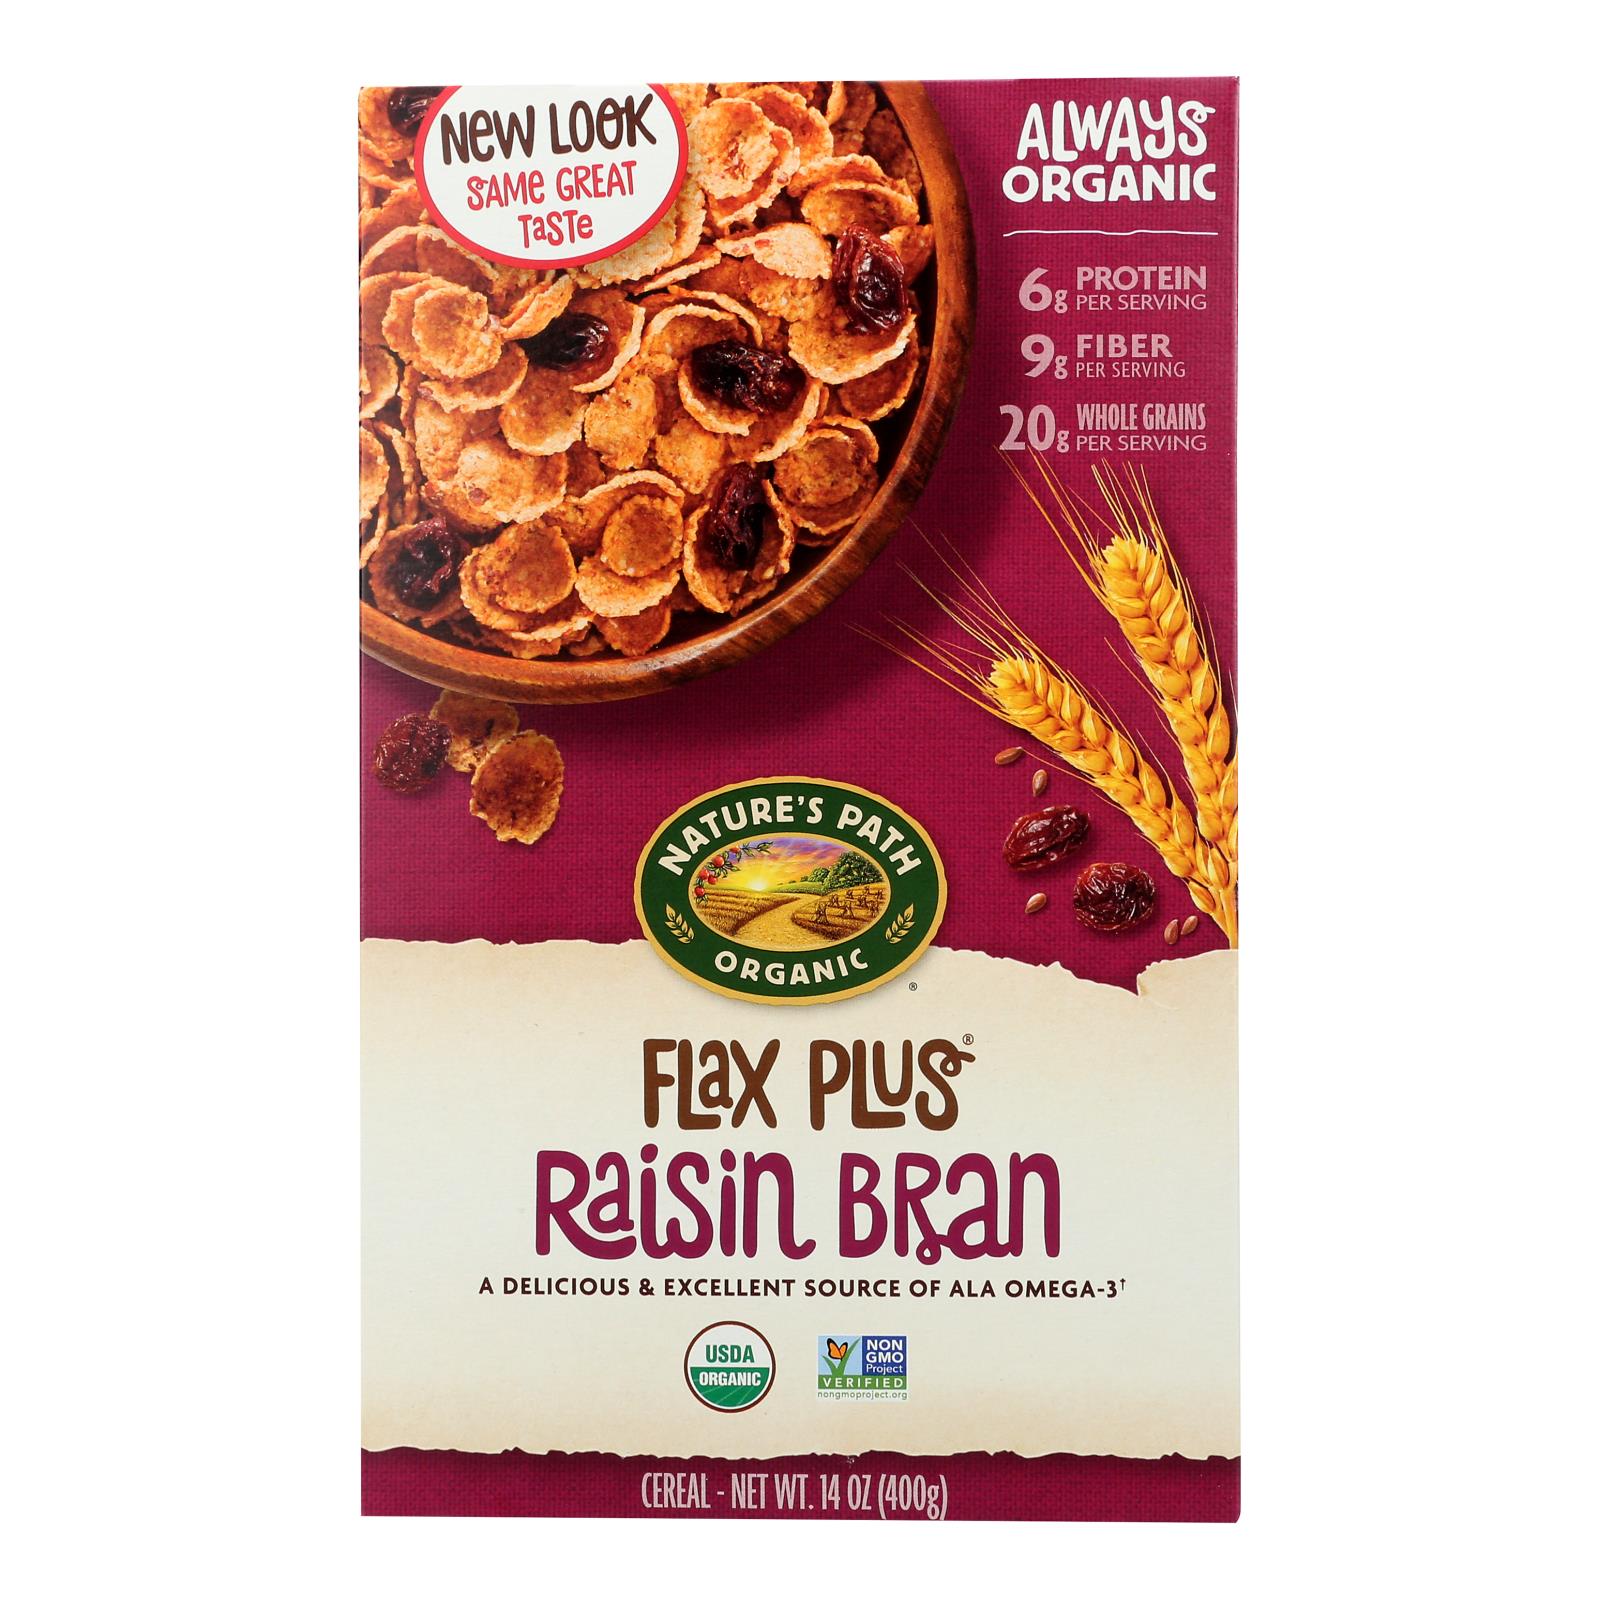 NEW LOOK
SAME GREAT
TASTE
ALWAYS
ORGANIC
6g PROTEIN
PER SERVING
9g FIBER
PER SERVING
20g WHOLE GRAINS
PER SERVING
NATURE'S PATH
ORGANIC
®
FLAX PLUS®
RAISIN BRAN
A DELICIOUS & EXCELLENT SOURCE OF ALA OMEGA-3†
USDA
ORGANIC
NON
GMO
Project
VERIFIED
nongmoproject.org
CEREAL - NET WT. 14 OZ (400g)